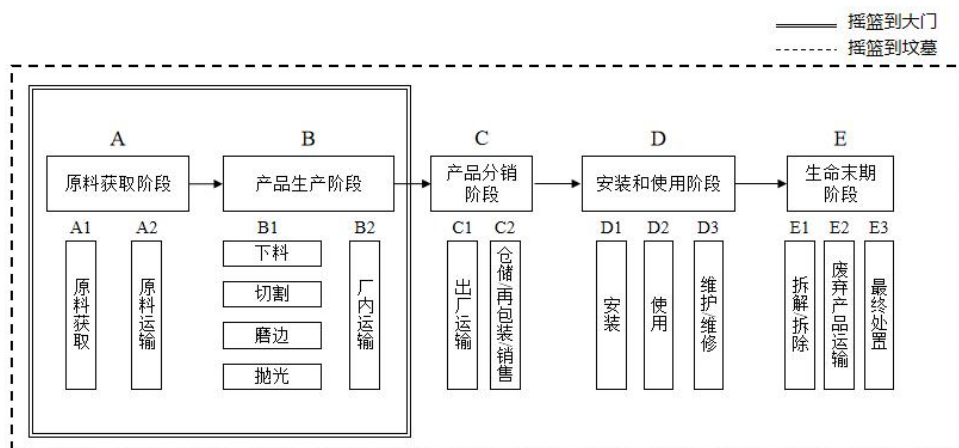 摇篮到大门
摇篮到坟墓
A
B
C
D
E
原料获取阶段
产品生产阶段
产品分销
阶段
安装和使用阶段
生命末期
阶段
A1
A2
B1
B2
C1
C2
D1
D2
D3
E1
E2
E3
原料获取
原料运输
下料
切割
磨边
抛光
厂内运输
出厂运输
仓储/再包装/销售
安装
使用
维护/维修
拆解/拆除
废弃产品运输
最终处置